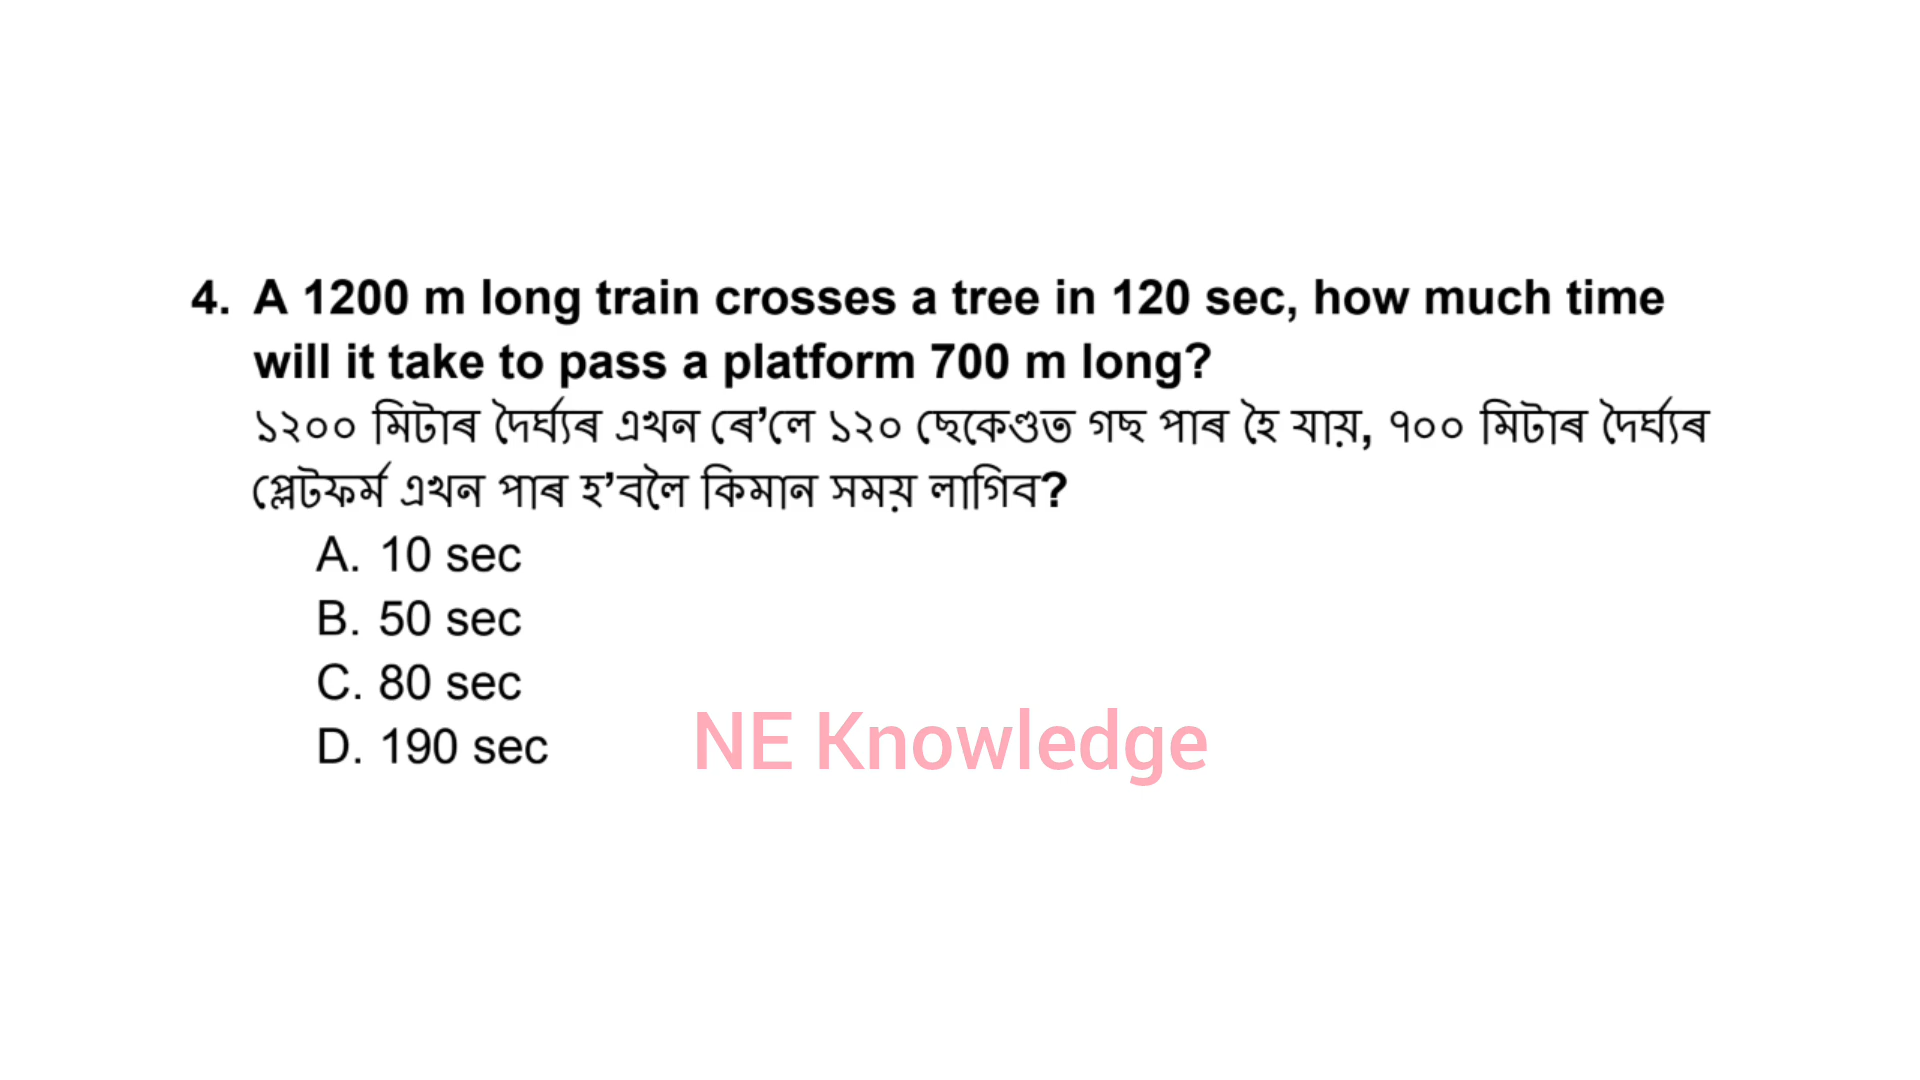 4. A 1200 m long train crosses a tree in 120 sec, how much time
will it take to pass a platform 700 m long?
১২০০ মিটাৰ দৈৰ্ঘ্যৰ এখন ৰে’লে ১২০ ছেকেণ্ডত গছ পাৰ হৈ যায়, ৭০০ মিটাৰ দৈৰ্ঘ্যৰ
প্লেটফৰ্ম এখন পাৰ হ’বলৈ কিমান সময় লাগিব?
A. 10 sec
B. 50 sec
C. 80 sec
D. 190 sec
NE Knowledge